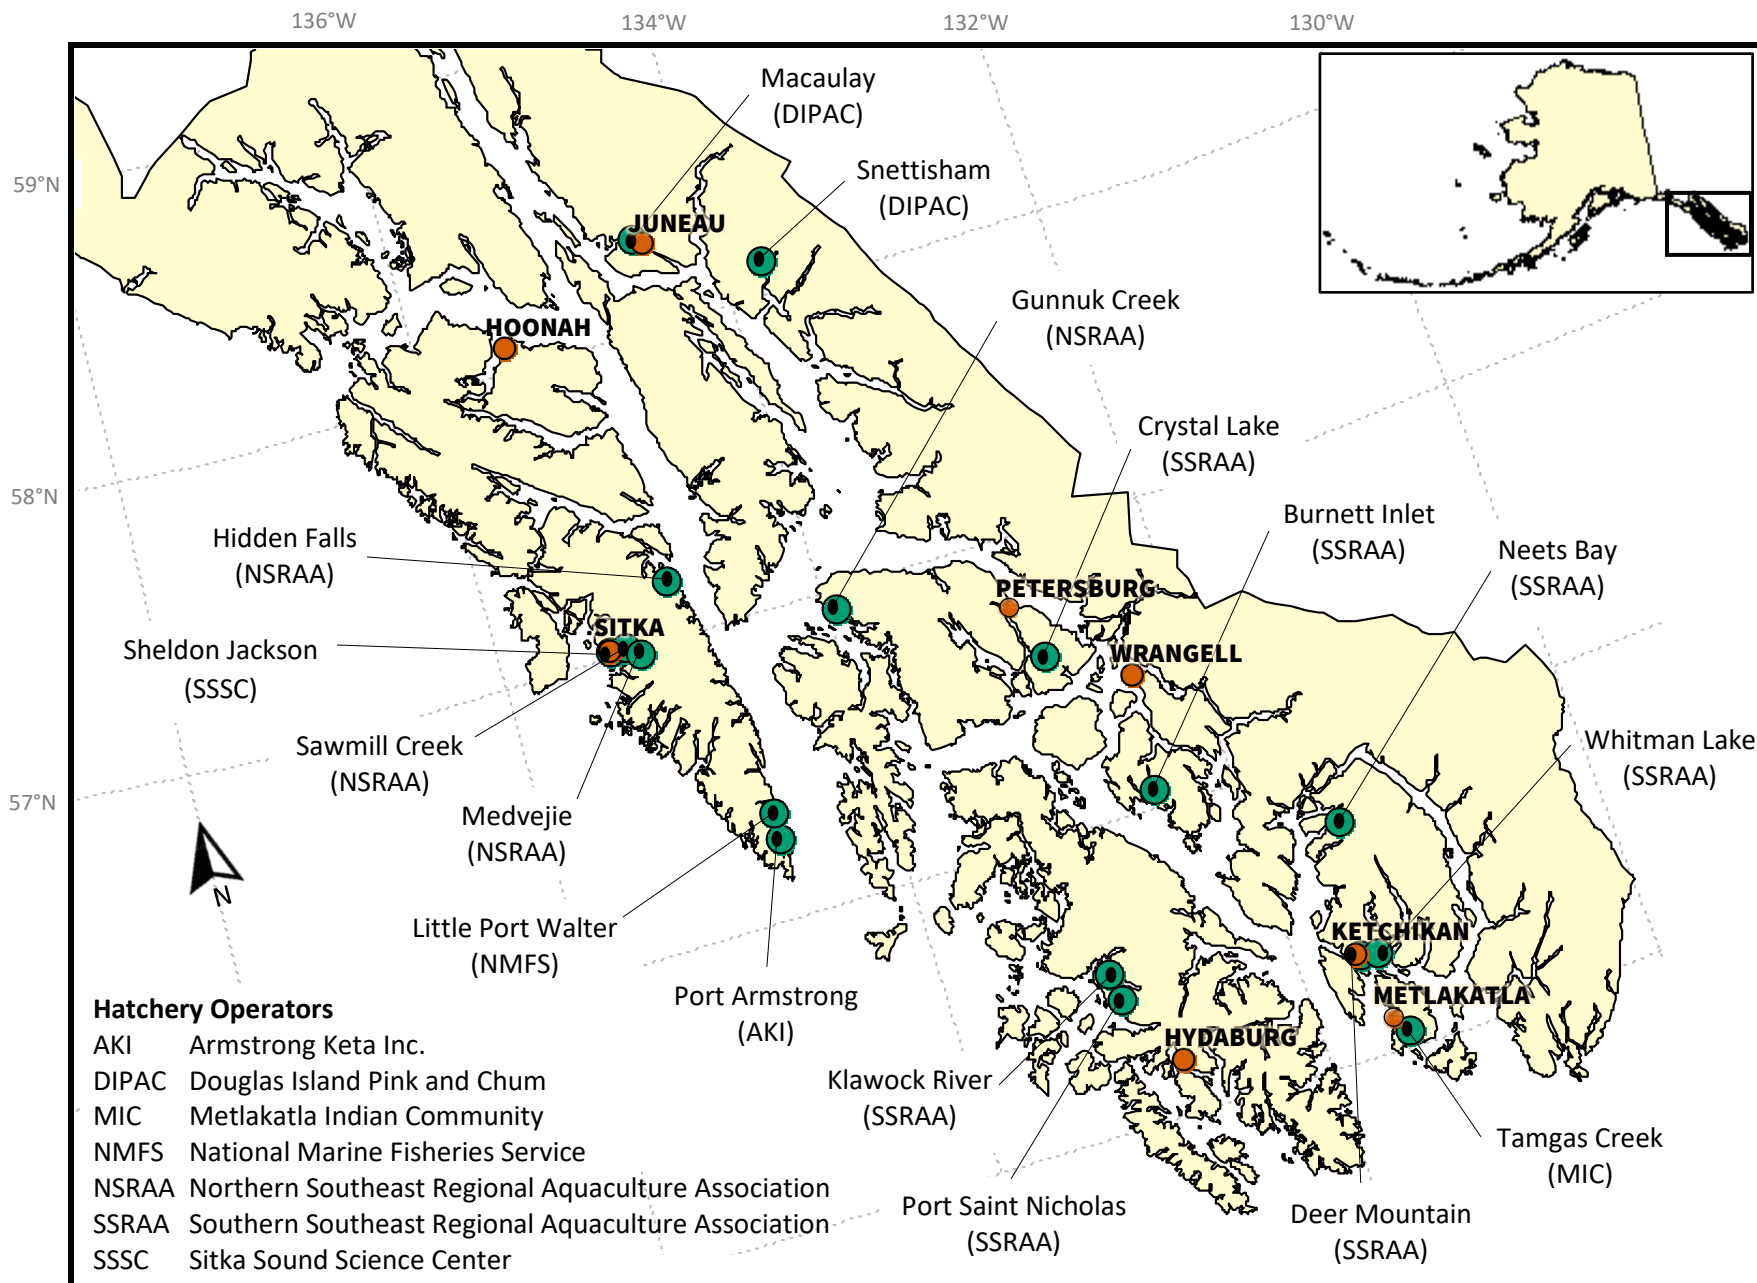 136°W
134°W
132°W
130°W
59°N
58°N
57°N
Macaulay
(DIPAC)
Snettisham
(DIPAC)
JUNEAU
Gunnuk Creek
(NSRAA)
HOONAH
Crystal Lake
(SSRAA)
Burnett Inlet
(SSRAA)
Neets Bay
(SSRAA)
Hidden Falls
(NSRAA)
PETERSBURG
SITKA
Sheldon Jackson
(SSSC)
WRANGELL
Sawmill Creek
(NSRAA)
Whitman Lake
(SSRAA)
Medvejie
(NSRAA)
N
Little Port Walter
(NMFS)
KETCHIKAN
Port Armstrong
(AKI)
METLAKATLA
HYDABURG
Klawock River
(SSRAA)
Tamgas Creek
(MIC)
Port Saint Nicholas
(SSRAA)
Deer Mountain
(SSRAA)
Hatchery Operators
AKI Armstrong Keta Inc.
DIPAC Douglas Island Pink and Chum
MIC Metlakatla Indian Community
NMFS National Marine Fisheries Service
NSRAA Northern Southeast Regional Aquaculture Association
SSRAA Southern Southeast Regional Aquaculture Association
SSSC Sitka Sound Science Center